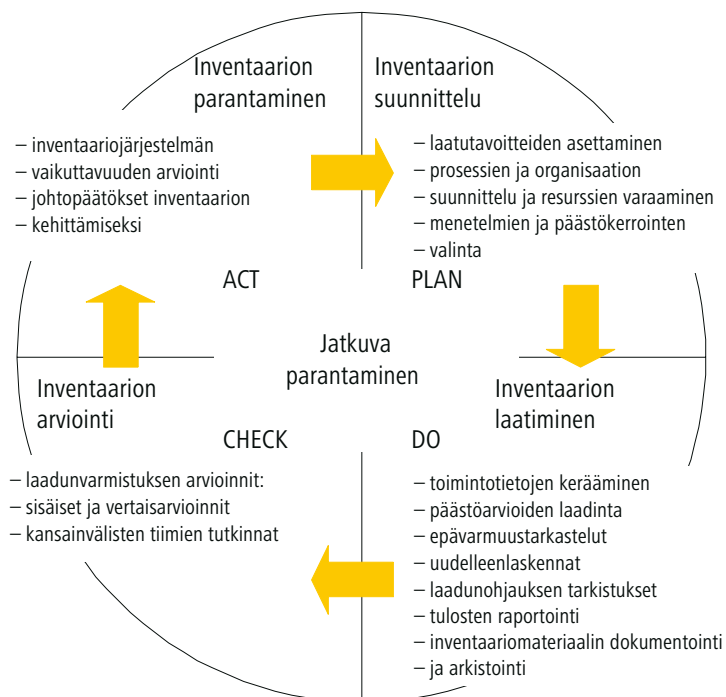 Inventaarion
parantaminen
– inventaariojärjestelmän
– vaikuttavuuden arviointi
– johtopäätökset inventaarion
– kehittämiseksi
ACT
Inventaarion
suunnittelu
– laatutavoitteiden asettaminen
– prosessien ja organisaation
– suunnittelu ja resurssien varaaminen
– menetelmien ja päästökerrointen
– valinta
PLAN
Jatkuva
parantaminen
Inventaarion
arviointi
CHECK
– laadunvarmistuksen arvioinnit:
– sisäiset ja vertaisarvioinnit
– kansainvälisten tiimien tutkinnat
Inventaarion
laatiminen
DO
– toimintotietojen kerääminen
– päästöarvioiden laadinta
– epävarmuustarkastelut
– uudelleenlaskennat
– laadunohjauksen tarkistukset
– tulosten raportointi
– inventaariomateriaalin dokumentointi
– ja arkistointi